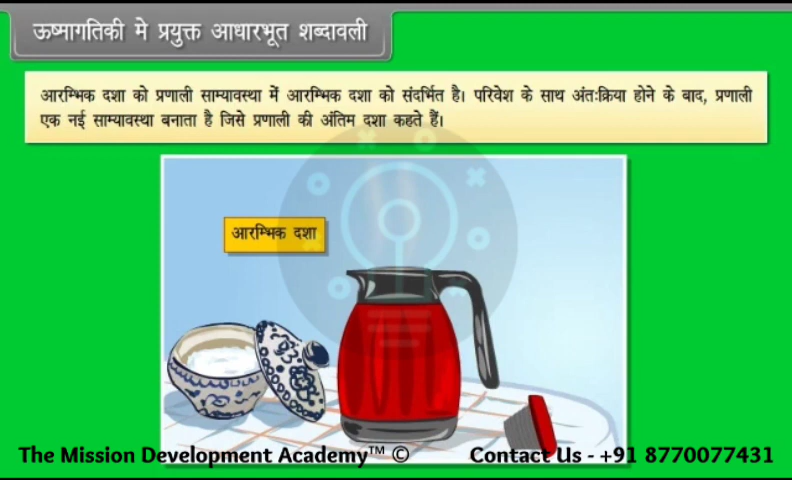 ऊष्मागतिकी मे प्रयुक्त आधारभूत शब्दावली
आरम्भिक दशा को प्रणाली साम्यावस्था में आरम्भिक दशा को संदर्भित है। परिवेश के साथ अंतःक्रिया होने के बाद, प्रणाली
एक नई साम्यावस्था बनाता है जिसे प्रणाली की अंतिम दशा कहते हैं।
आरम्भिक दशा
The Mission Development Academy™ © Contact Us - +91 8770077431